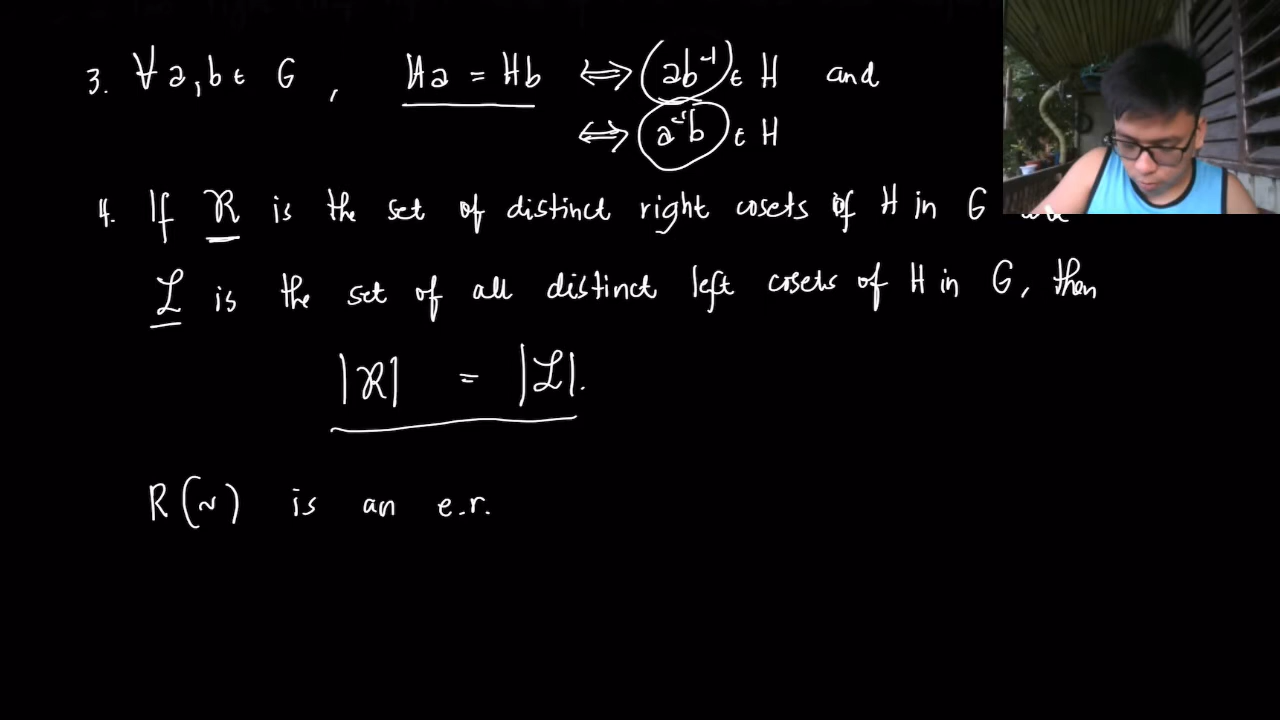 3. ∀ a, b ∈ G , Ha = Hb ⟺ ab⁻¹ ∈ H and
⟺ a⁻¹b ∈ H
4. If ℛ is the set of distinct right cosets of H in G
ℒ is the set of all distinct left cosets of H in G, then
|ℛ| = |ℒ|.
R(~) is an e.r.